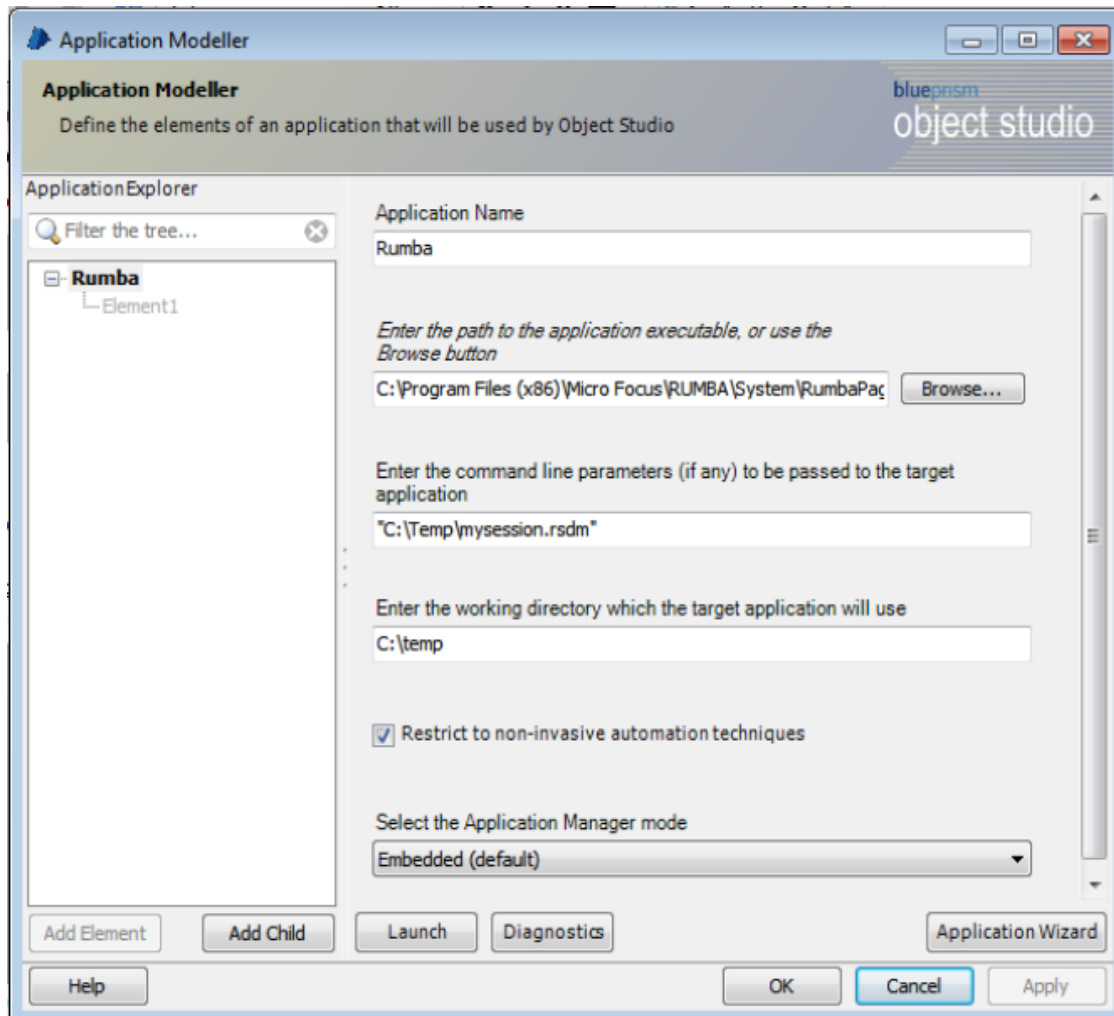 Application Modeller
Application Modeller
Define the elements of an application that will be used by Object Studio
blueprism
object studio
ApplicationExplorer
Filter the tree...
Rumba
Element1
Application Name
Rumba
Enter the path to the application executable, or use the
Browse button
C:\Program Files (x86)\Micro Focus\RUMBA\System\RumbaPag
Browse...
Enter the command line parameters (if any) to be passed to the target
application
"C:\Temp\mysession.rsdm"
Enter the working directory which the target application will use
C:\temp
Restrict to non-invasive automation techniques
Select the Application Manager mode
Embedded (default)
Add Element
Add Child
Launch
Diagnostics
Application Wizard
Help
OK
Cancel
Apply